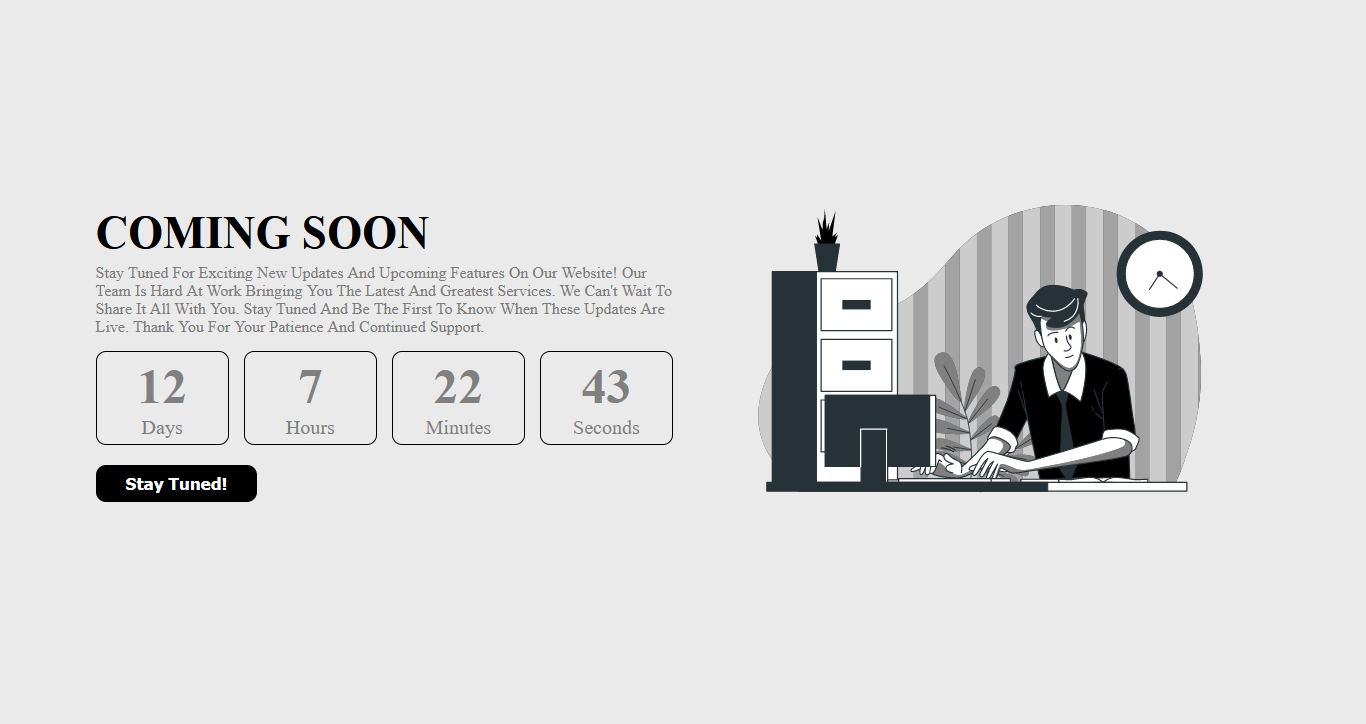 COMING SOON
Stay Tuned For Exciting New Updates And Upcoming Features On Our Website! Our
Team Is Hard At Work Bringing You The Latest And Greatest Services. We Can't Wait To
Share It All With You. Stay Tuned And Be The First To Know When These Updates Are
Live. Thank You For Your Patience And Continued Support.
12 7 22 43
Days Hours Minutes Seconds
Stay Tuned!